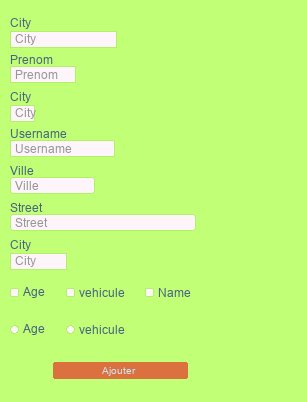 City
City
Prenom
Prenom
City
City
Username
Username
Ville
Ville
Street
Street
City
City
Age vehicule Name
Age vehicule
Ajouter